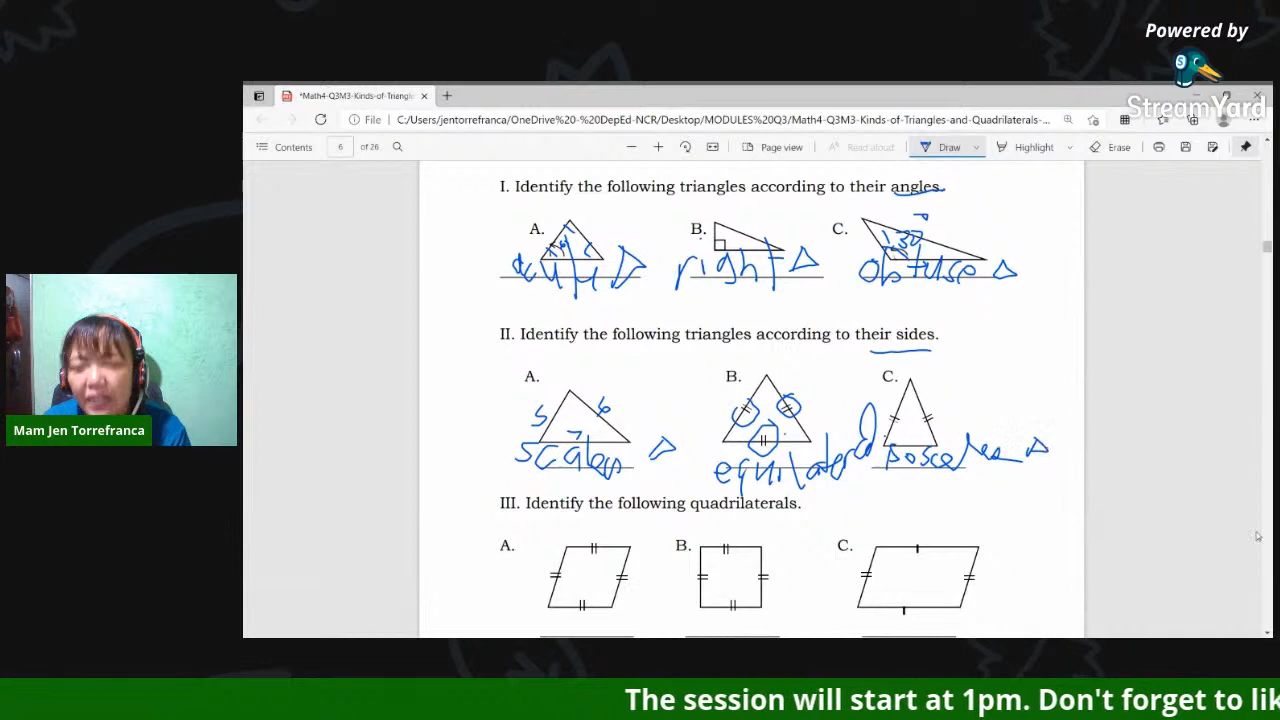 Powered by
StreamYard
*Math4-Q3M3-Kinds-of-Triangle
File C:/Users/jentorrefranca/OneDrive%20-%20DepEd-NCR/Desktop/MODULES%20Q3/Math4-Q3M3-Kinds-of-Triangles-and-Quadrilaterals-...
Contents 6 of 26 Page view Read aloud Draw Highlight Erase
I. Identify the following triangles according to their angles.
A. B. C.
130
right obtuse
II. Identify the following triangles according to their sides.
A. B. C.
5 6
7
scalene equilateral isosceles
III. Identify the following quadrilaterals.
A. B. C.
Mam Jen Torrefranca
The session will start at 1pm. Don't forget to lik